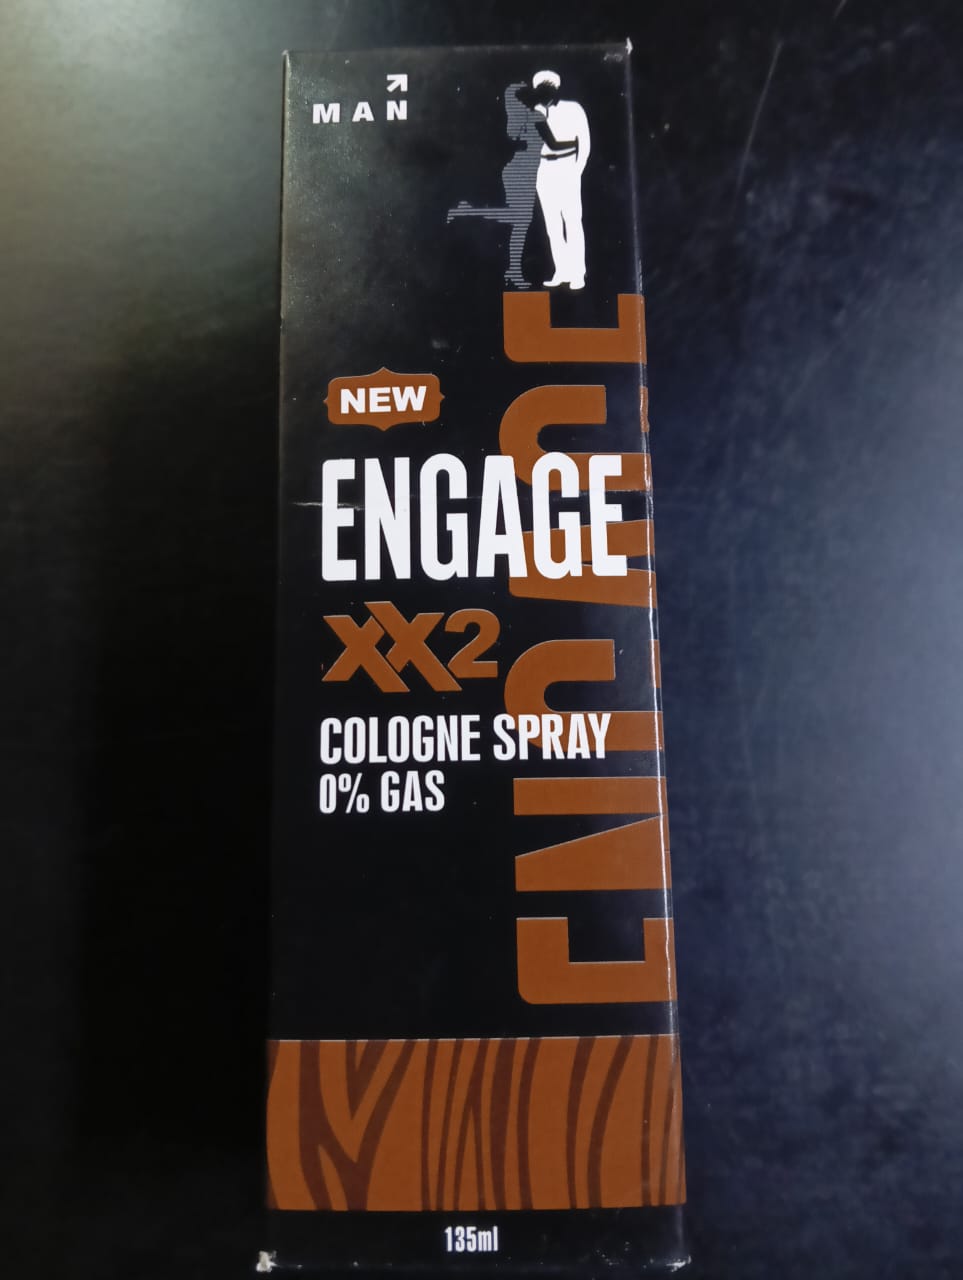 MAN
NEW
ENGAGE
XX2
COLOGNE SPRAY
0% GAS
ENGAGE
135ml